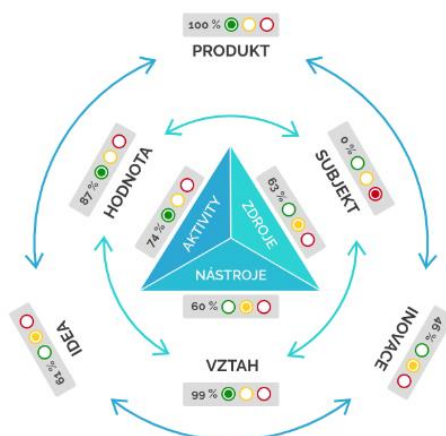 100 %
PRODUKT
87 %
HODNOTA
0 %
SUBJEKT
74 %
AKTIVITY
63 %
ZDROJE
NÁSTROJE
60 %
61 %
IDEA
46 %
INOVACE
VZTAH
99 %